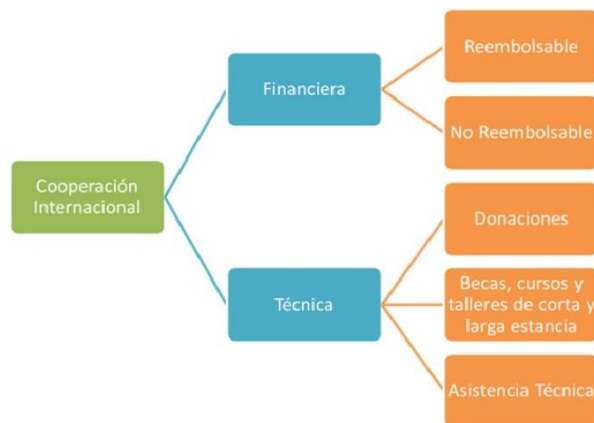 Cooperación
Internacional
Financiera
Reembolsable
No Reembolsable
Técnica
Donaciones
Becas, cursos y
talleres de corta y
larga estancia
Asistencia Técnica